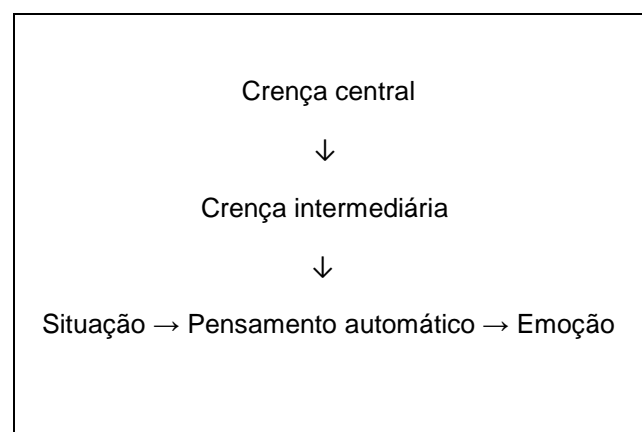 Crença central
↓
Crença intermediária
↓
Situação → Pensamento automático → Emoção